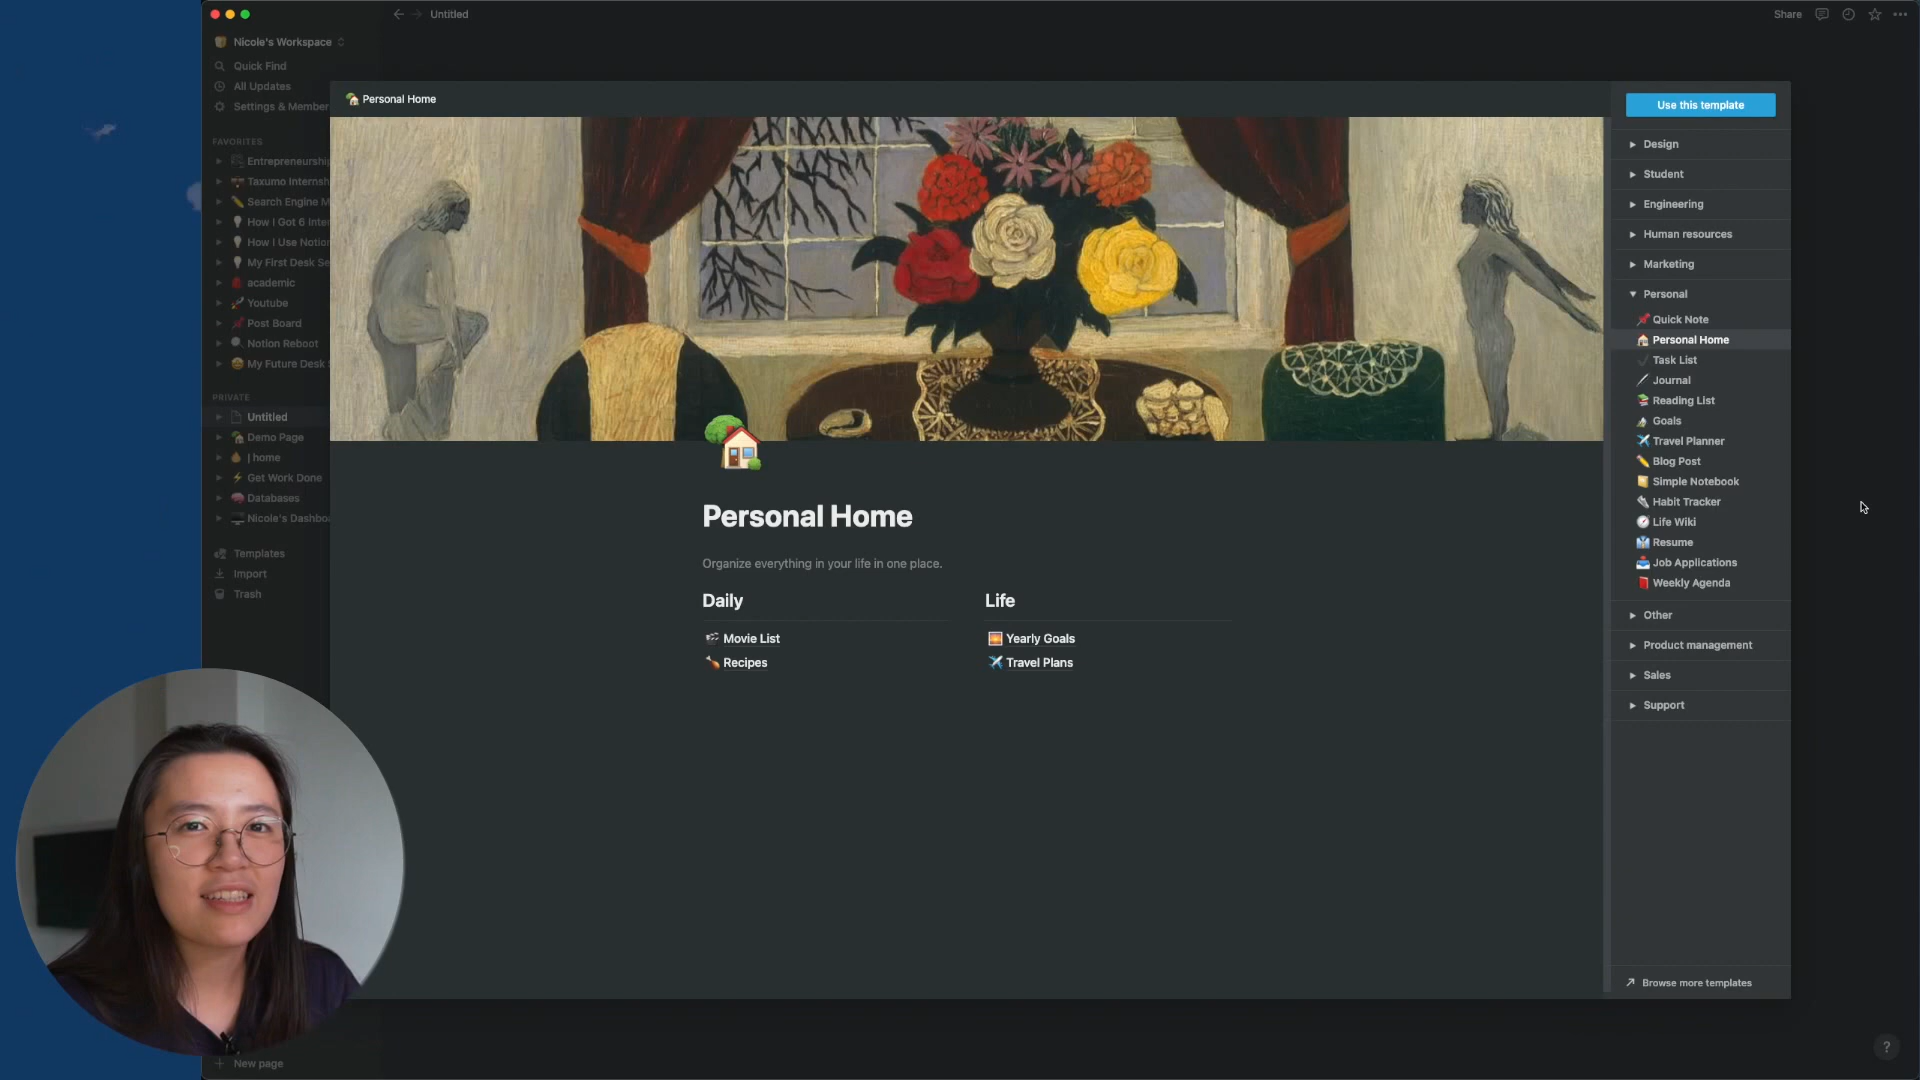 Untitled
Share
Nicole's Workspace
Quick Find
All Updates
Settings & Member
FAVORITES
Entrepreneurship
Taxumo Internsh
Search Engine M
How I Got 6 Inter
How I Use Notion
My First Desk Se
academic
Youtube
Post Board
Notion Reboot
My Future Desk S
PRIVATE
Untitled
Demo Page
| home
Get Work Done
Databases
Nicole's Dashboa
Templates
Import
Trash
New page
Personal Home
Personal Home
Organize everything in your life in one place.
Daily
Movie List
Recipes
Life
Yearly Goals
Travel Plans
Use this template
Design
Student
Engineering
Human resources
Marketing
Personal
Quick Note
Personal Home
Task List
Journal
Reading List
Goals
Travel Planner
Blog Post
Simple Notebook
Habit Tracker
Life Wiki
Resume
Job Applications
Weekly Agenda
Other
Product management
Sales
Support
Browse more templates
?